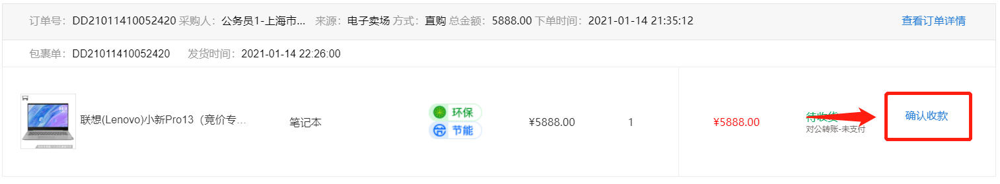 订单号：DD21011410052420 采购人：公务员1-上海市... 来源：电子卖场 方式：直购 总金额：5888.00 下单时间：2021-01-14 21:35:12 查看订单详情
包裹单：DD21011410052420 发货时间：2021-01-14 22:26:00
联想(Lenovo)小新Pro13（竞价专... 笔记本 环保 节能 ¥5888.00 1 ¥5888.00 待收货 确认收款
对公转账-未支付